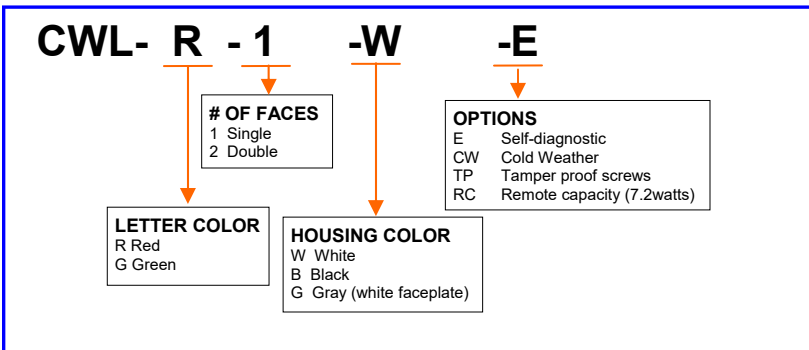 CWL- R - 1 -W -E
# OF FACES
1 Single
2 Double
OPTIONS
E Self-diagnostic
CW Cold Weather
TP Tamper proof screws
RC Remote capacity (7.2watts)
LETTER COLOR
R Red
G Green
HOUSING COLOR
W White
B Black
G Gray (white faceplate)